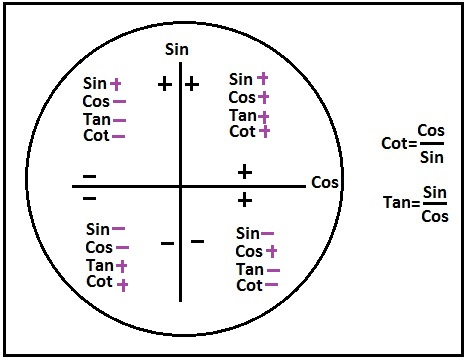 Sin
Sin +
Cos −
Tan −
Cot −
+ +
Sin +
Cos +
Tan +
Cot +
− +
Cos
− +
Sin −
Cos −
Tan +
Cot +
− −
Sin −
Cos +
Tan −
Cot −
Cot= Cos
Sin
Tan= Sin
Cos